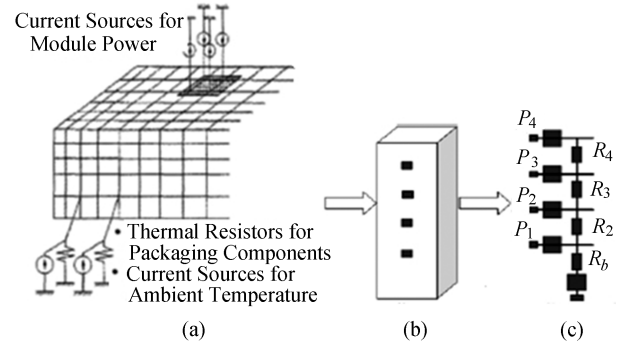 Current Sources for
Module Power
• Thermal Resistors for
Packaging Components
• Current Sources for
Ambient Temperature
P4
R4
P3
R3
P2
R2
P1
Rb
(a)
(b)
(c)